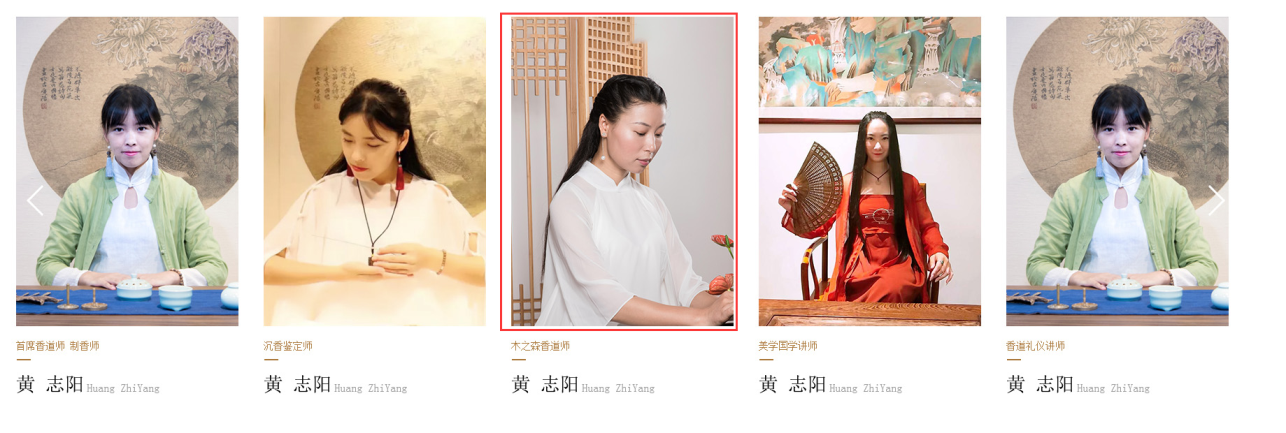 首席香道师 制香师
黄 志阳 Huang ZhiYang
沉香鉴定师
黄 志阳 Huang ZhiYang
木之森香道师
黄 志阳 Huang ZhiYang
美学国学讲师
黄 志阳 Huang ZhiYang
香道礼仪讲师
黄 志阳 Huang ZhiYang